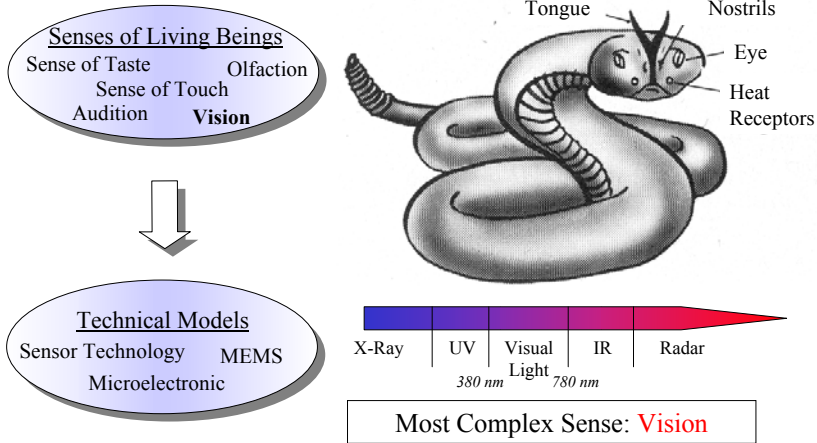 Senses of Living Beings
Sense of Taste
Olfaction
Sense of Touch
Audition
Vision
Technical Models
Sensor Technology
MEMS
Microelectronic
Tongue
Nostrils
Eye
Heat
Receptors
X-Ray
UV
Visual
Light
IR
Radar
380 nm
780 nm
Most Complex Sense: Vision